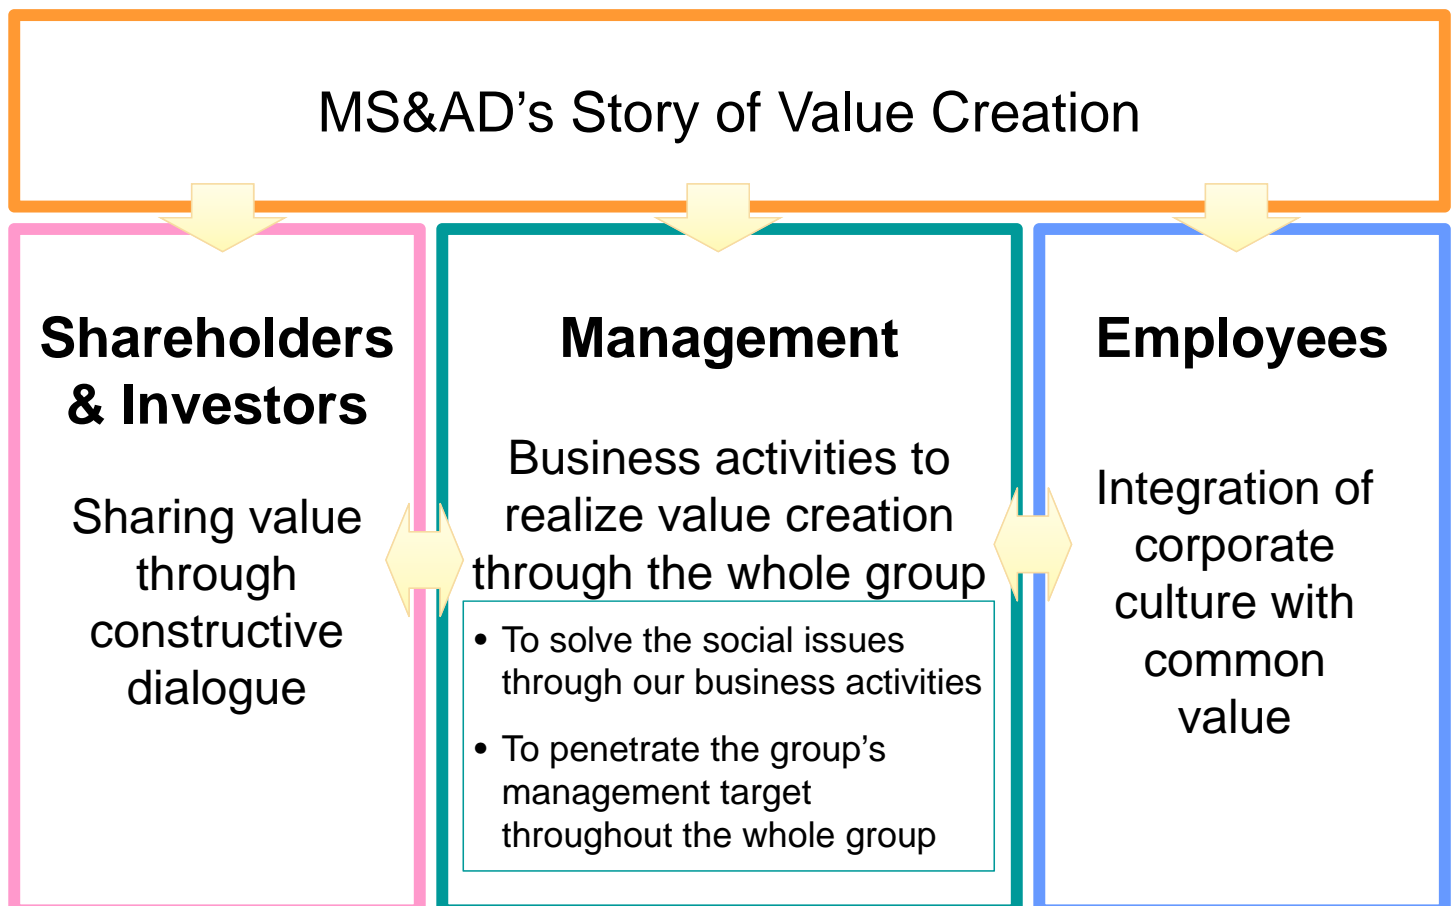 MS&AD’s Story of Value Creation
Shareholders
& Investors
Sharing value
through
constructive
dialogue
Management
Business activities to
realize value creation
through the whole group
• To solve the social issues
through our business activities
• To penetrate the group’s
management target
throughout the whole group
Employees
Integration of
corporate
culture with
common
value